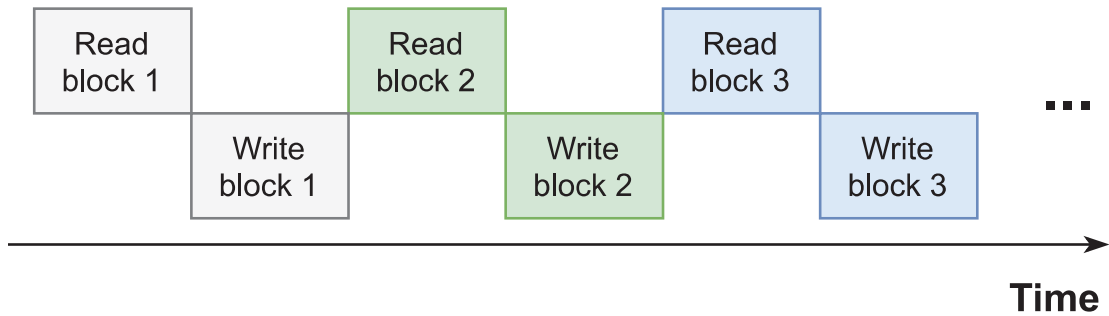 Read
block 1
Write
block 1
Read
block 2
Write
block 2
Read
block 3
Write
block 3
...
Time